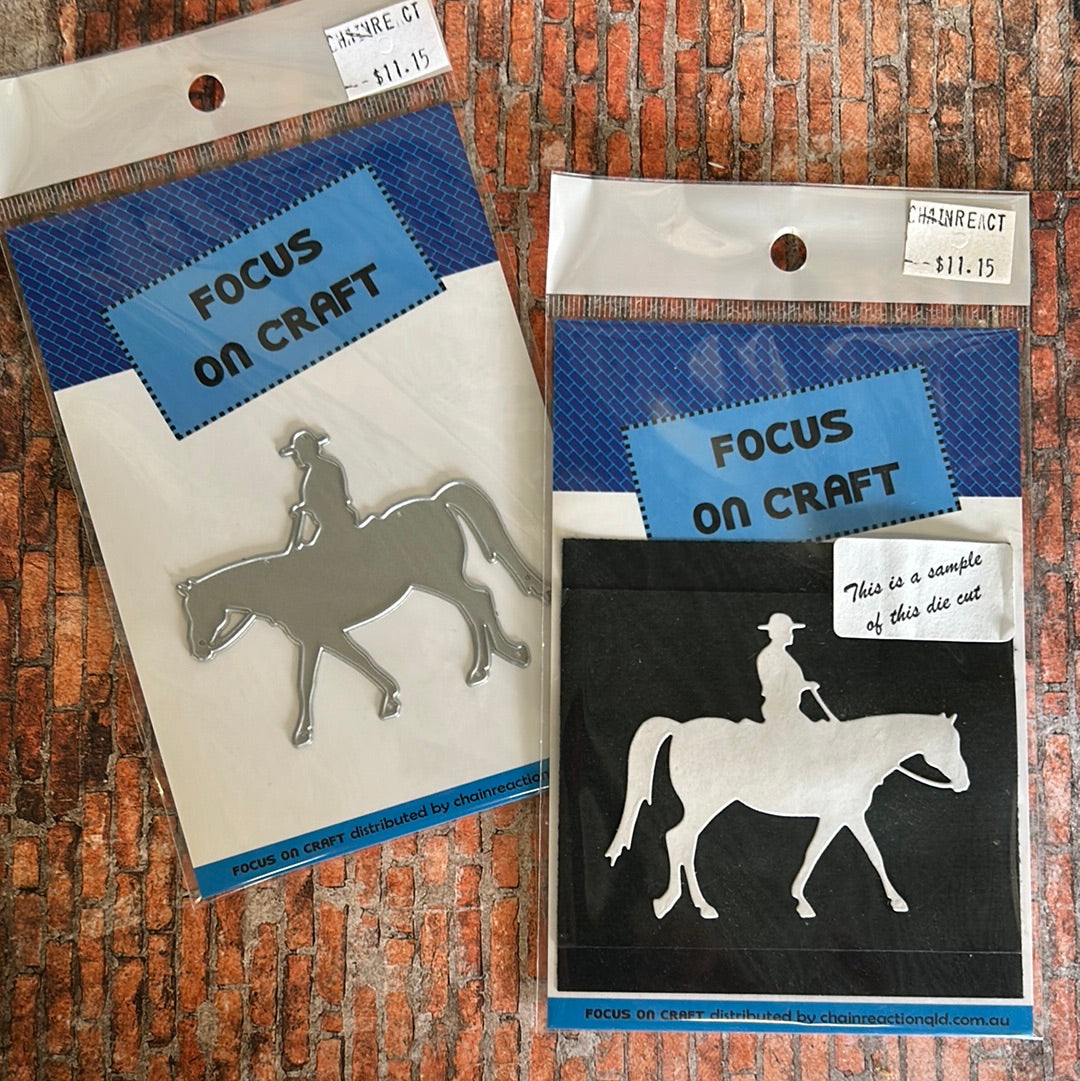 CHAINRE CT
$11.15
FOCUS
ON CRAFT
FOCUS ON CRAFT distributed by chainreaction
CHAINREACT
$11.15
FOCUS
ON CRAFT
This is a sample
of this die cut
FOCUS ON CRAFT distributed by chainreactionqld.com.au